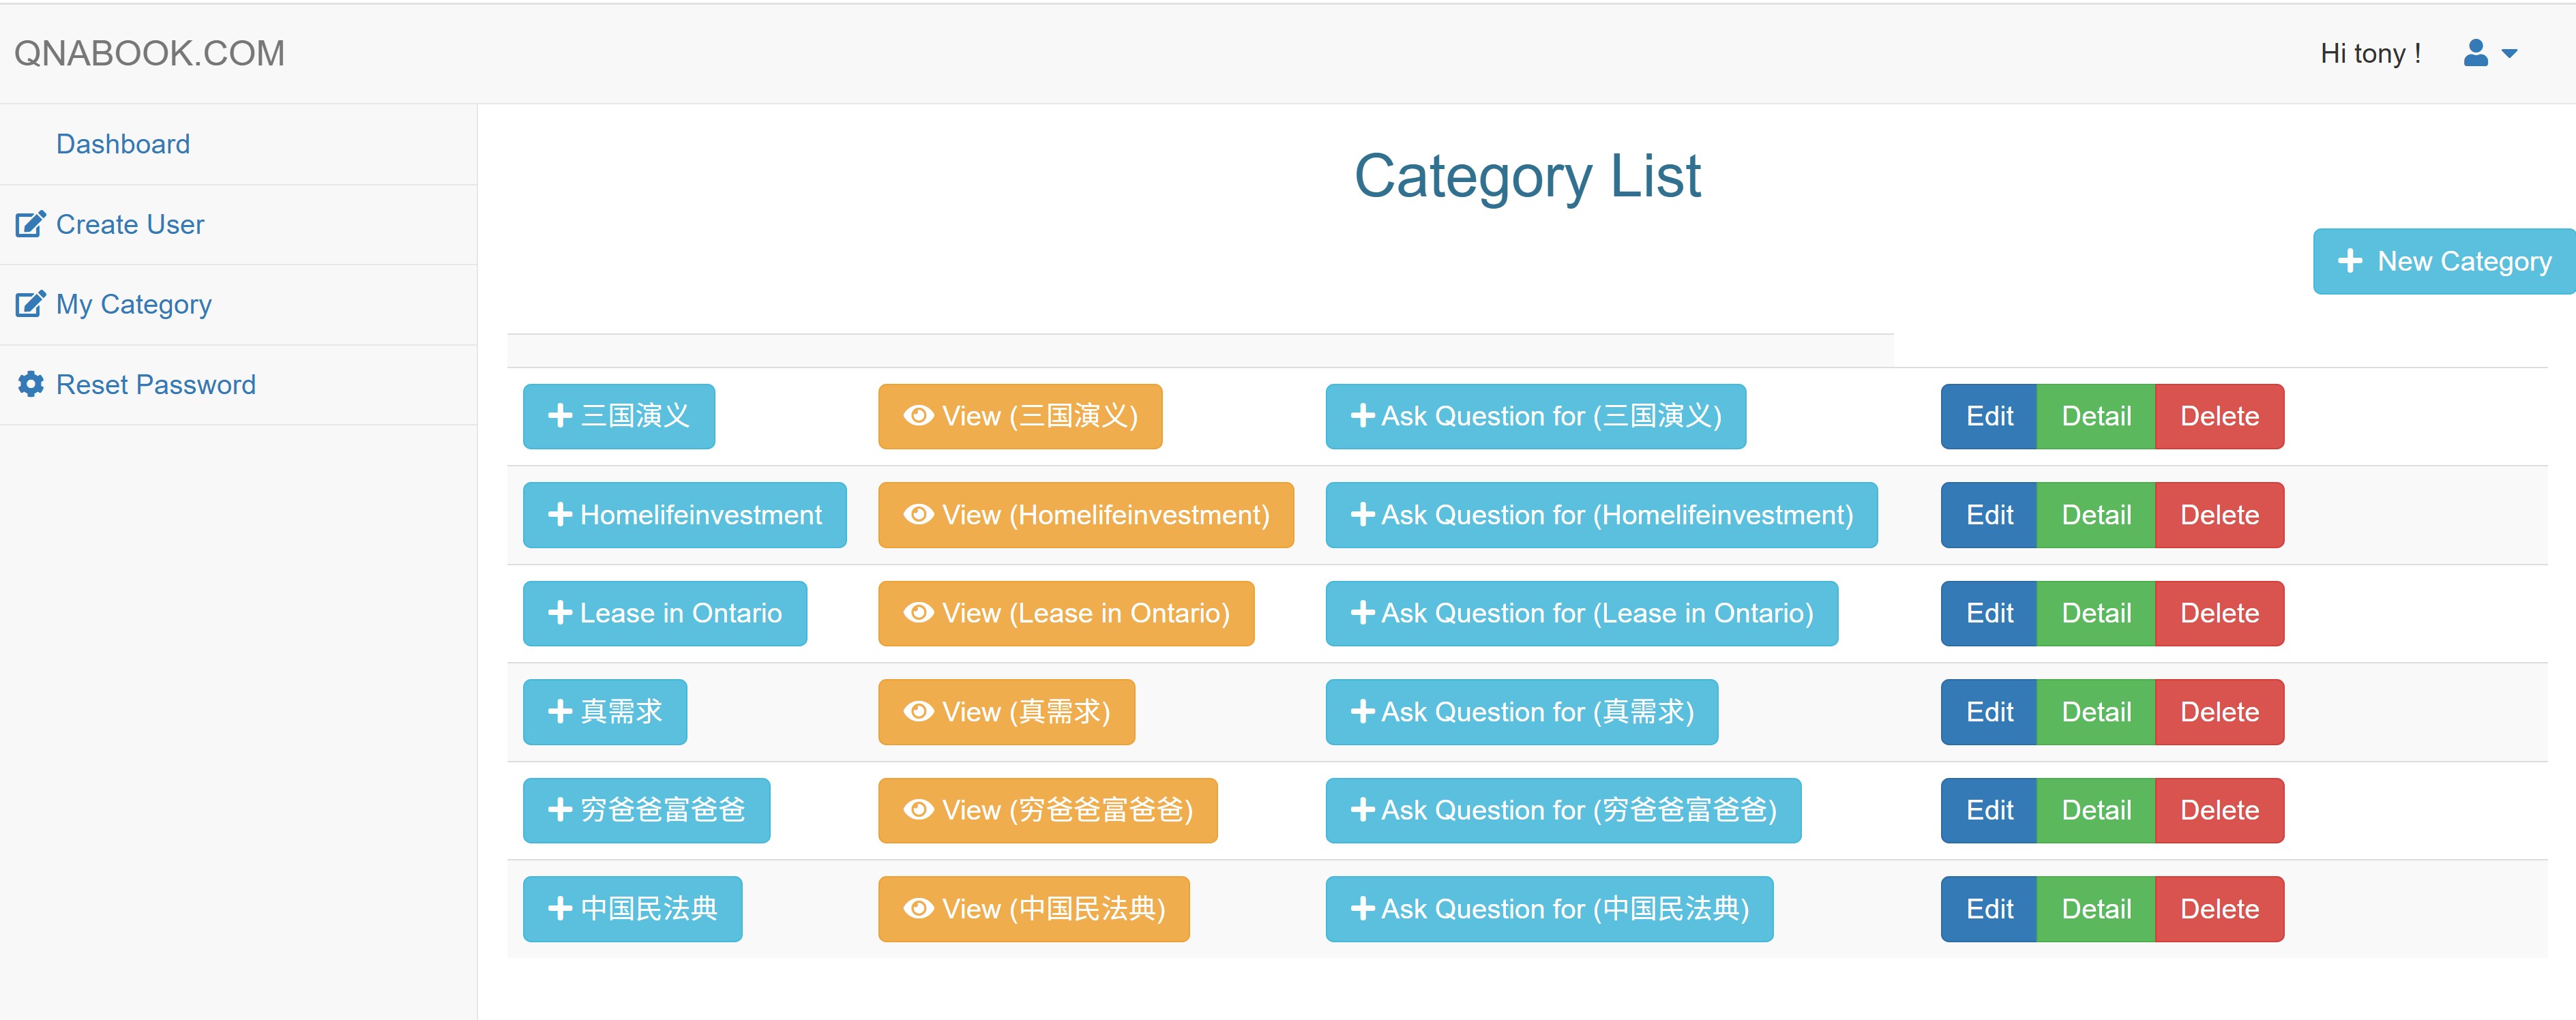 QNABOOK.COM
Hi tony !
Dashboard
Create User
My Category
Reset Password
Category List
New Category
三国演义 View (三国演义) Ask Question for (三国演义) Edit Detail Delete
Homelifeinvestment View (Homelifeinvestment) Ask Question for (Homelifeinvestment) Edit Detail Delete
Lease in Ontario View (Lease in Ontario) Ask Question for (Lease in Ontario) Edit Detail Delete
真需求 View (真需求) Ask Question for (真需求) Edit Detail Delete
穷爸爸富爸爸 View (穷爸爸富爸爸) Ask Question for (穷爸爸富爸爸) Edit Detail Delete
中国民法典 View (中国民法典) Ask Question for (中国民法典) Edit Detail Delete